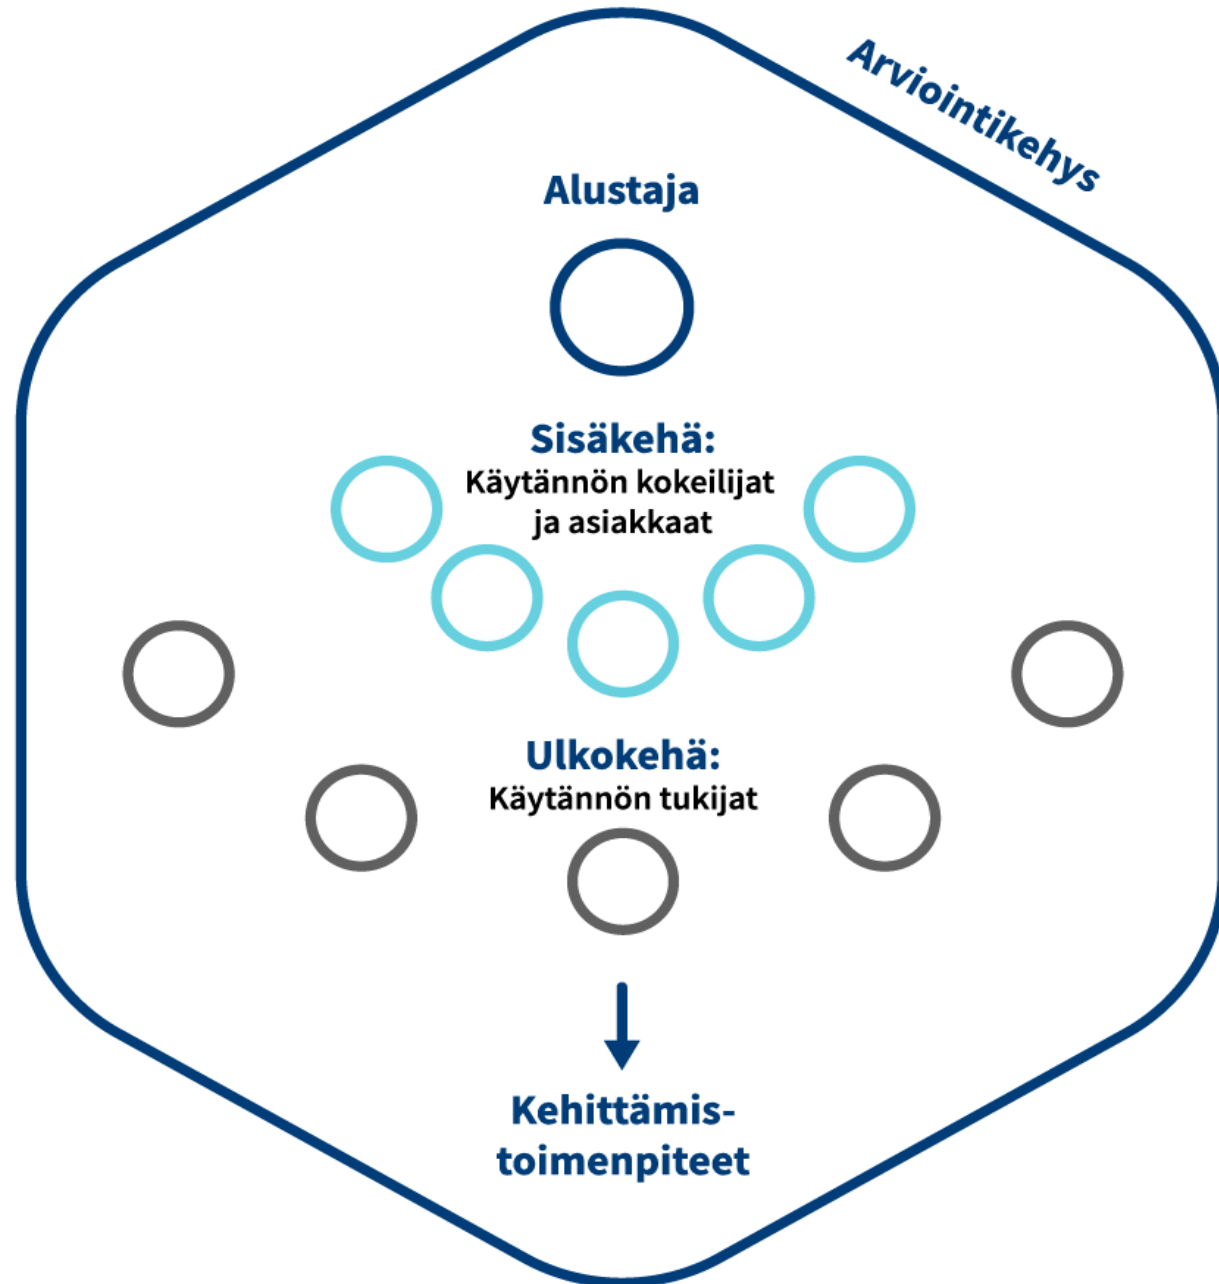 Arviointikehys
Alustaja
Sisäkehä:
Käytännön kokeilijat
ja asiakkaat
Ulkokehä:
Käytännön tukijat
Kehittämis-
toimenpiteet